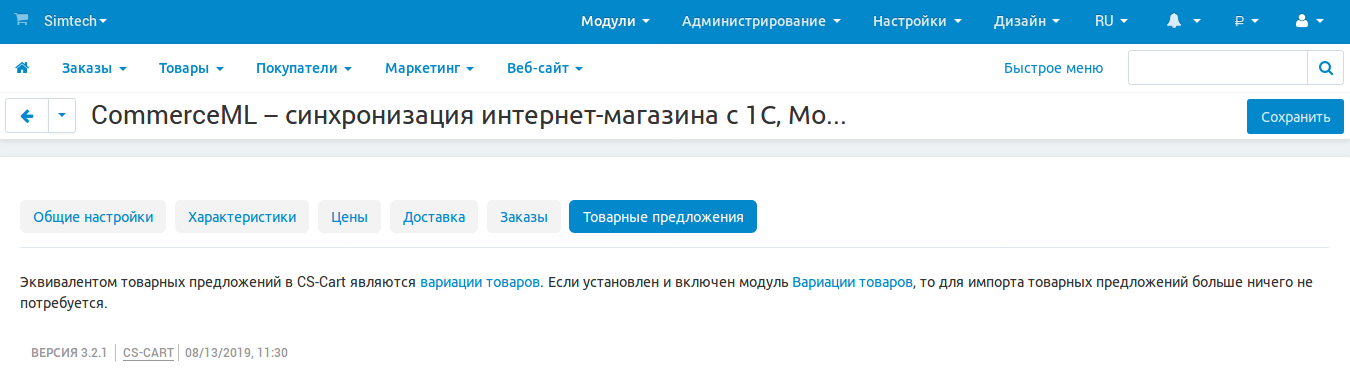 Simtech Модули Администрирование Настройки Дизайн RU ₽
Заказы Товары Покупатели Маркетинг Веб-сайт Быстрое меню
CommerceML – синхронизация интернет-магазина с 1С, Мо... Сохранить
Общие настройки Характеристики Цены Доставка Заказы Товарные предложения
Эквивалентом товарных предложений в CS-Cart являются вариации товаров. Если установлен и включен модуль Вариации товаров, то для импорта товарных предложений больше ничего не
потребуется.
ВЕРСИЯ 3.2.1 CS-CART 08/13/2019, 11:30